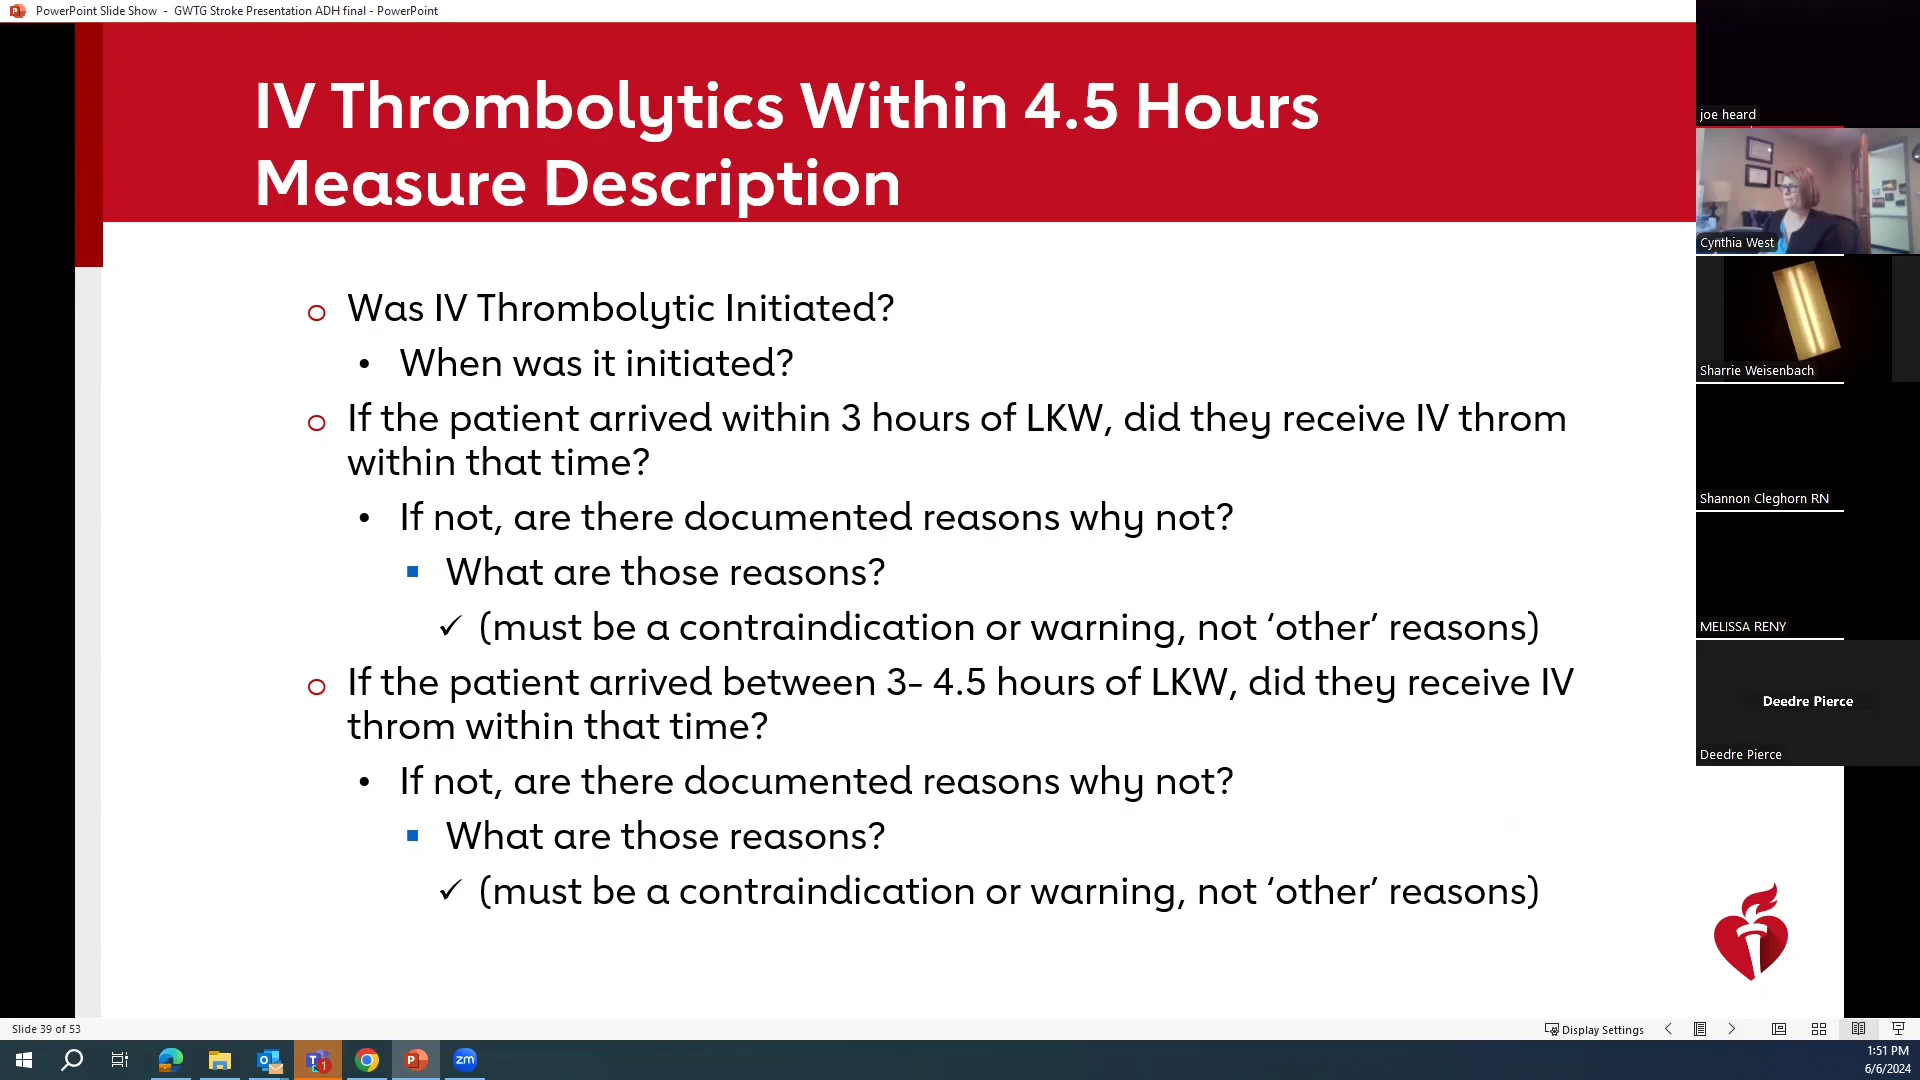 PowerPoint Slide Show - GWTG Stroke Presentation ADH final - PowerPoint
IV Thrombolytics Within 4.5 Hours
Measure Description
Was IV Thrombolytic Initiated?
When was it initiated?
If the patient arrived within 3 hours of LKW, did they receive IV throm
within that time?
If not, are there documented reasons why not?
What are those reasons?
(must be a contraindication or warning, not ‘other’ reasons)
If the patient arrived between 3- 4.5 hours of LKW, did they receive IV
throm within that time?
If not, are there documented reasons why not?
What are those reasons?
(must be a contraindication or warning, not ‘other’ reasons)
joe heard
Cynthia West
Sharrie Weisenbach
Shannon Cleghorn RN
MELISSA RENY
Deedre Pierce
Deedre Pierce
Slide 39 of 53
Display Settings
zm
1:51 PM
6/6/2024